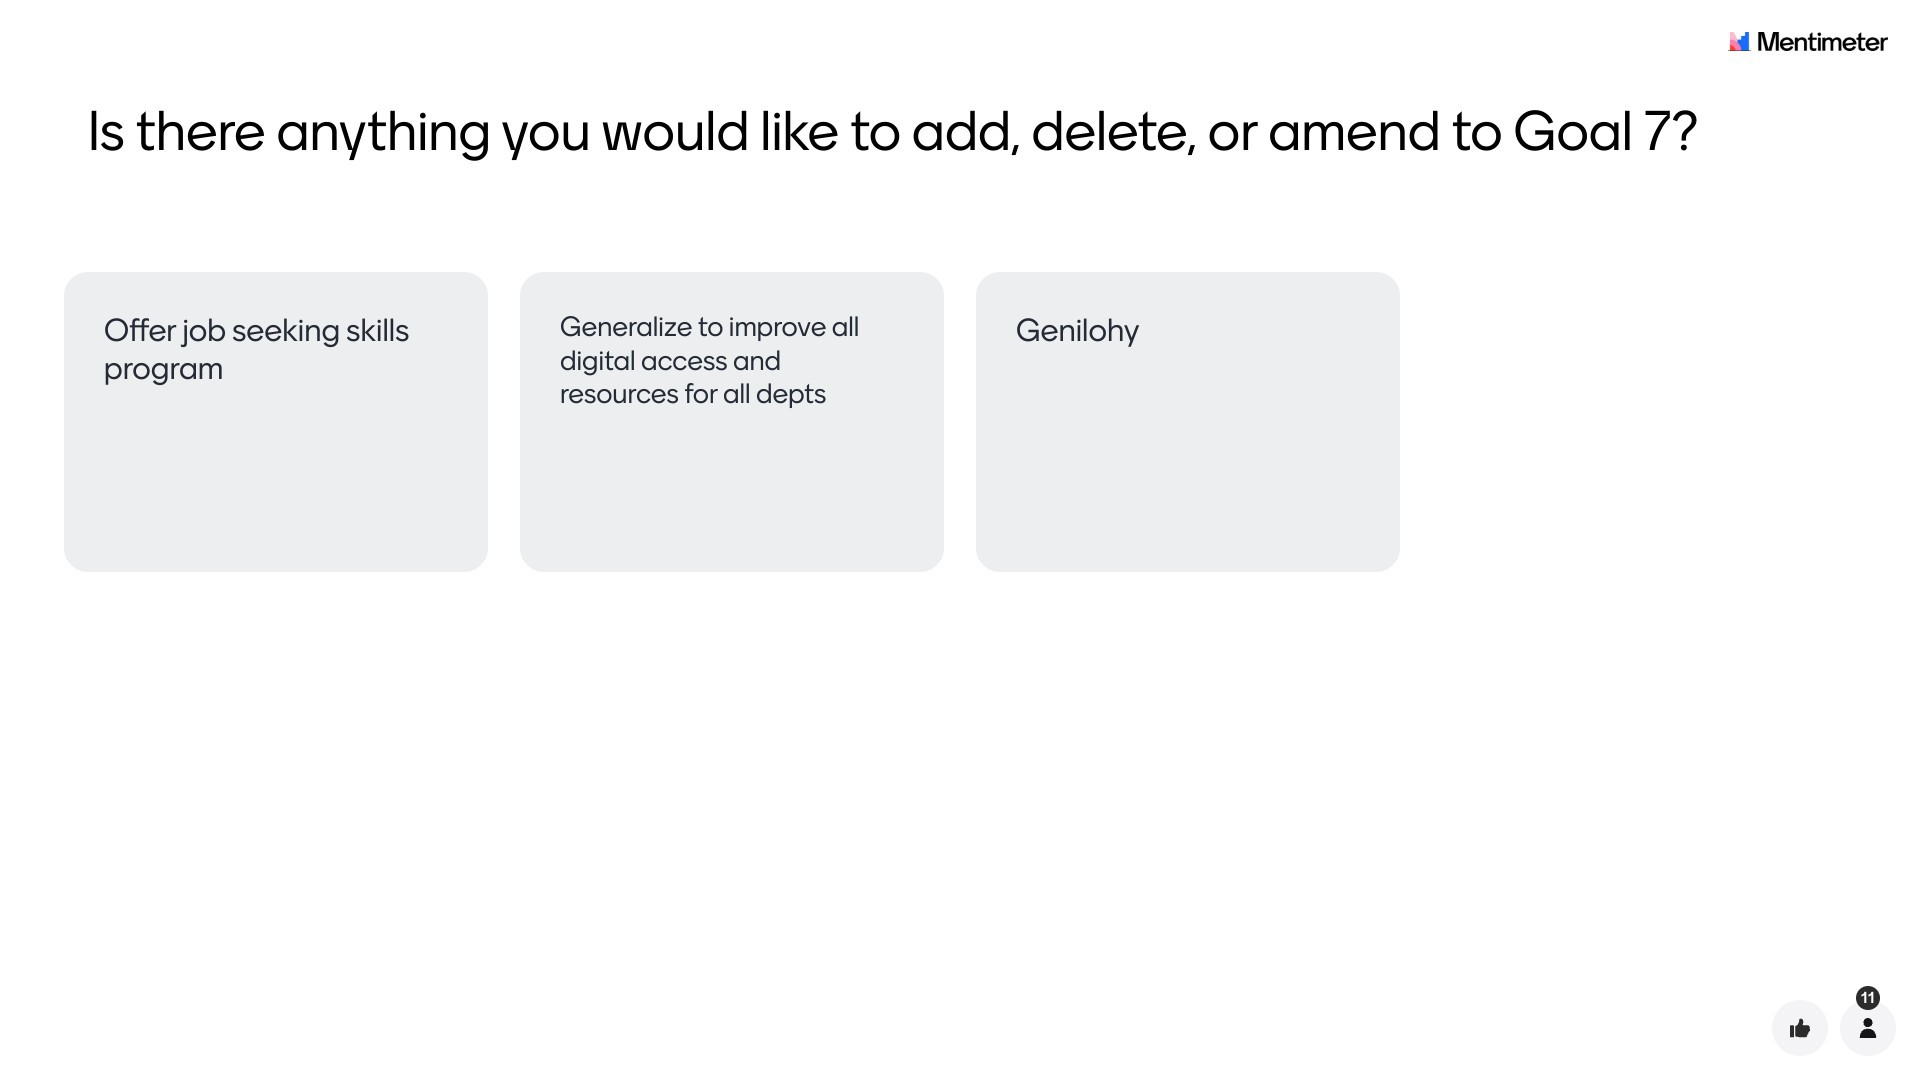 Mentimeter
Is there anything you would like to add, delete, or amend to Goal 7?
Offer job seeking skills
program
Generalize to improve all
digital access and
resources for all depts
Genilohy
11